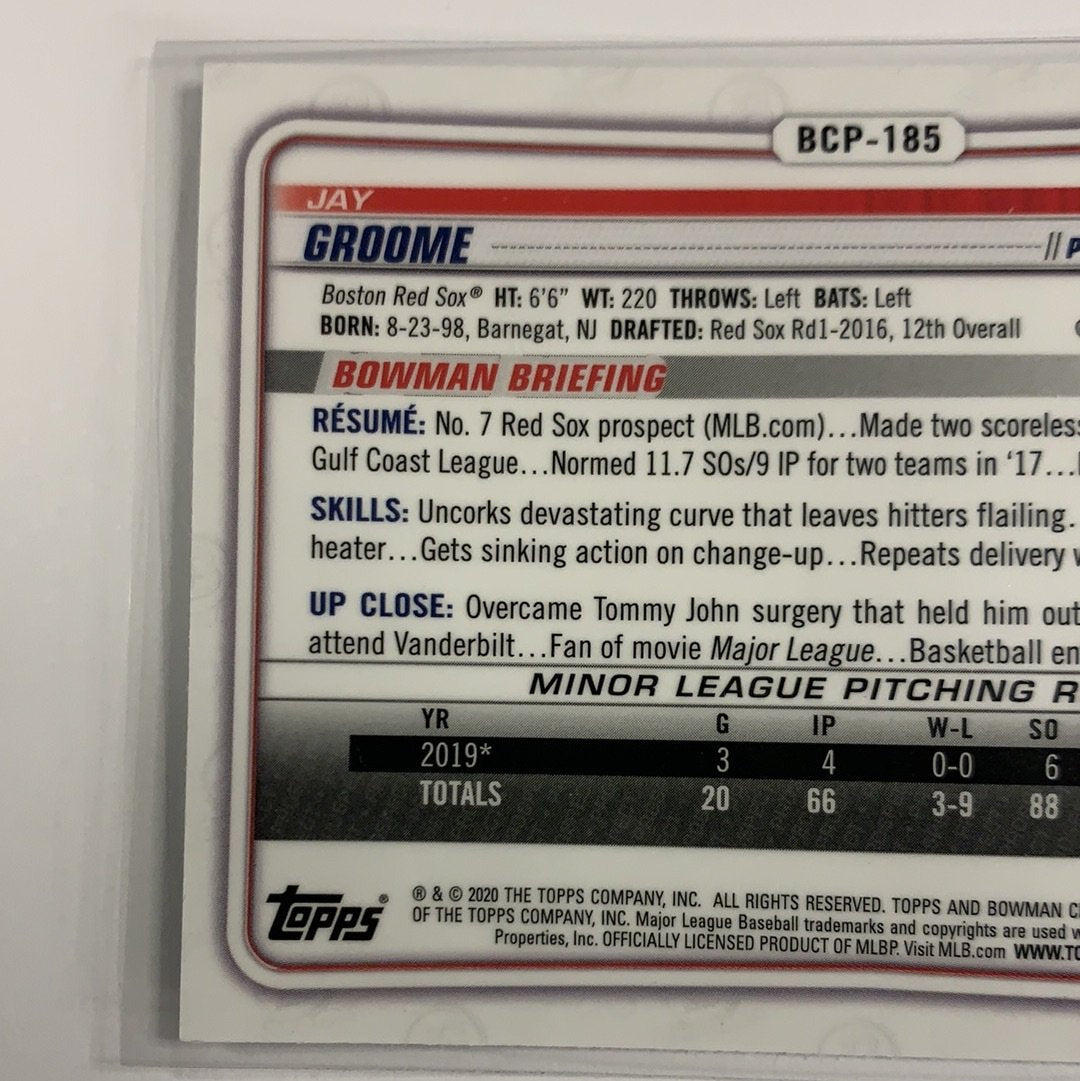 BCP-185
JAY
GROOME // P
Boston Red Sox® HT: 6'6" WT: 220 THROWS: Left BATS: Left
BORN: 8-23-98, Barnegat, NJ DRAFTED: Red Sox Rd1-2016, 12th Overall
BOWMAN BRIEFING
RÉSUMÉ: No. 7 Red Sox prospect (MLB.com)...Made two scoreless
Gulf Coast League...Normed 11.7 SOs/9 IP for two teams in '17...
SKILLS: Uncorks devastating curve that leaves hitters flailing.
heater...Gets sinking action on change-up...Repeats delivery
UP CLOSE: Overcame Tommy John surgery that held him out
attend Vanderbilt...Fan of movie Major League...Basketball en
MINOR LEAGUE PITCHING R
YR G IP W-L SO
2019* 3 4 0-0 6
TOTALS 20 66 3-9 88
TOPPS®
® & © 2020 THE TOPPS COMPANY, INC. ALL RIGHTS RESERVED. TOPPS AND BOWMAN C
OF THE TOPPS COMPANY, INC. Major League Baseball trademarks and copyrights are used w
Properties, Inc. OFFICIALLY LICENSED PRODUCT OF MLBP. Visit MLB.com WWW.TO